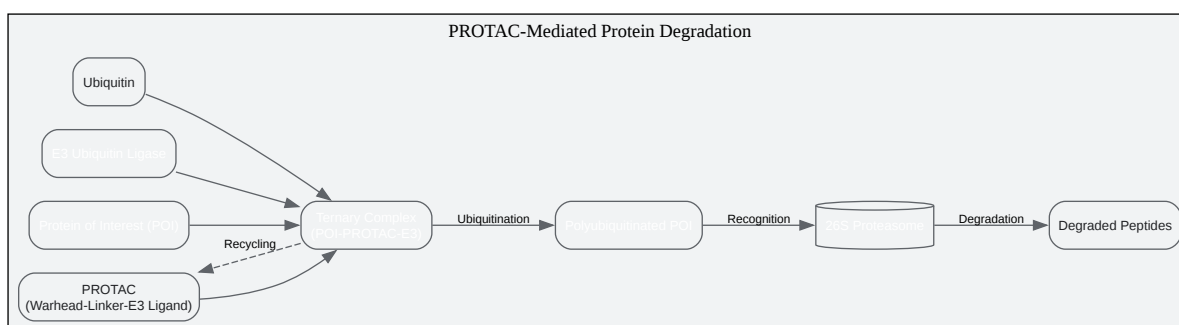 PROTAC-Mediated Protein Degradation
Ubiquitin
E3 Ubiquitin Ligase
Protein of Interest (POI)
Ternary Complex
(POI-PROTAC-E3)
Ubiquitination
Polyubiquitinated POI
Recognition
26S Proteasome
Degradation
Degraded Peptides
Recycling
PROTAC
(Warhead-Linker-E3 Ligand)